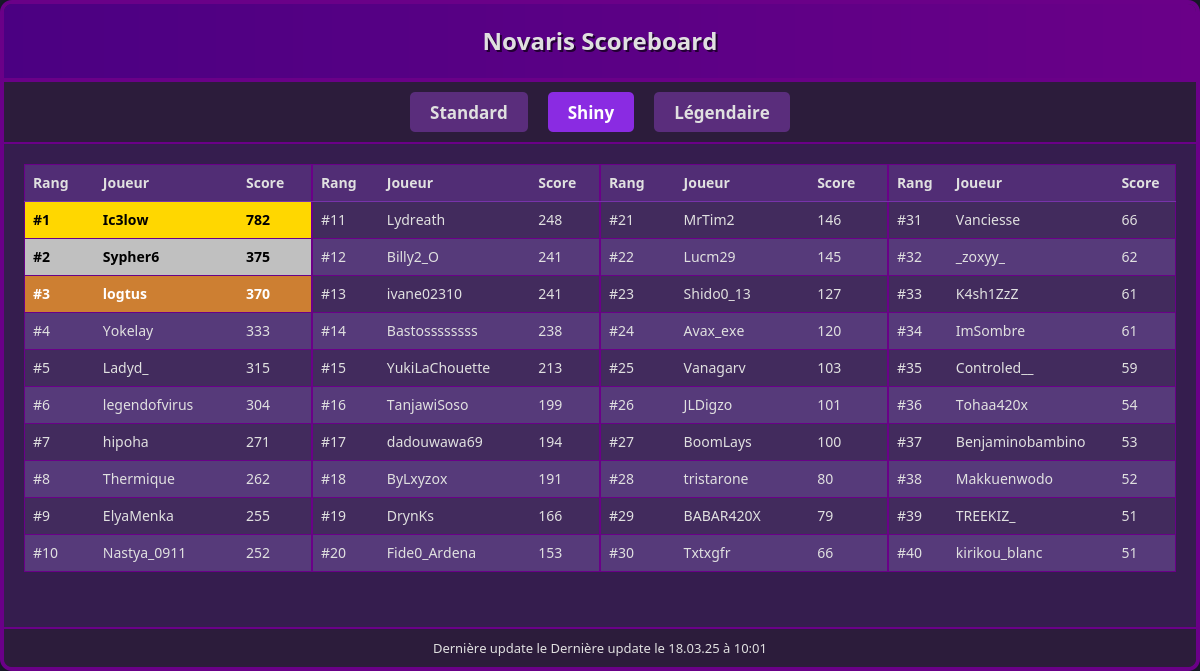 Novaris Scoreboard
Standard Shiny Légendaire
Rang Joueur Score Rang Joueur Score Rang Joueur Score Rang Joueur Score
#1 Ic3low 782 #11 Lydreath 248 #21 MrTim2 146 #31 Vanciesse 66
#2 Sypher6 375 #12 Billy2_O 241 #22 Lucm29 145 #32 _zoxyy_ 62
#3 logtus 370 #13 ivane02310 241 #23 Shido0_13 127 #33 K4sh1ZzZ 61
#4 Yokelay 333 #14 Bastossssssss 238 #24 Avax_exe 120 #34 ImSombre 61
#5 Ladyd_ 315 #15 YukiLaChouette 213 #25 Vanagarv 103 #35 Controled__ 59
#6 legendofvirus 304 #16 TanjawiSoso 199 #26 JLDigzo 101 #36 Tohaa420x 54
#7 hipoha 271 #17 dadouwawa69 194 #27 BoomLays 100 #37 Benjaminobambino 53
#8 Thermique 262 #18 ByLxyzox 191 #28 tristarone 80 #38 Makkuenwodo 52
#9 ElyaMenka 255 #19 DrynKs 166 #29 BABAR420X 79 #39 TREEKIZ_ 51
#10 Nastya_0911 252 #20 Fide0_Ardena 153 #30 Txtxgfr 66 #40 kirikou_blanc 51
Dernière update le Dernière update le 18.03.25 à 10:01